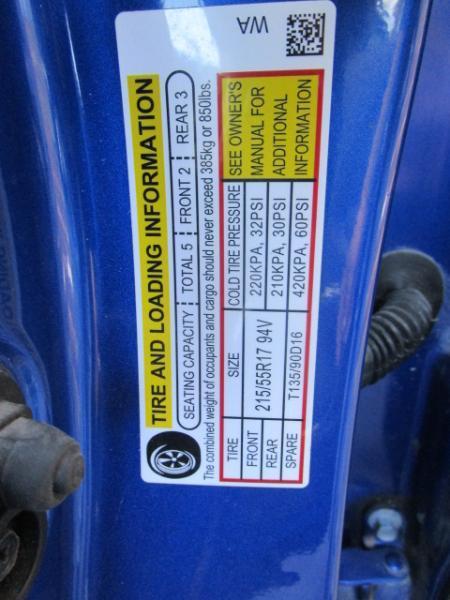 TIRE AND LOADING INFORMATION
SEATING CAPACITY TOTAL 5 FRONT 2 REAR 3
The combined weight of occupants and cargo should never exceed 385kg or 850lbs.
TIRE SIZE COLD TIRE PRESSURE SEE OWNER'S
FRONT 215/55R17 94V 220KPA, 32PSI MANUAL FOR
REAR 210KPA, 30PSI ADDITIONAL
SPARE T135/90D16 420KPA, 60PSI INFORMATION
WA